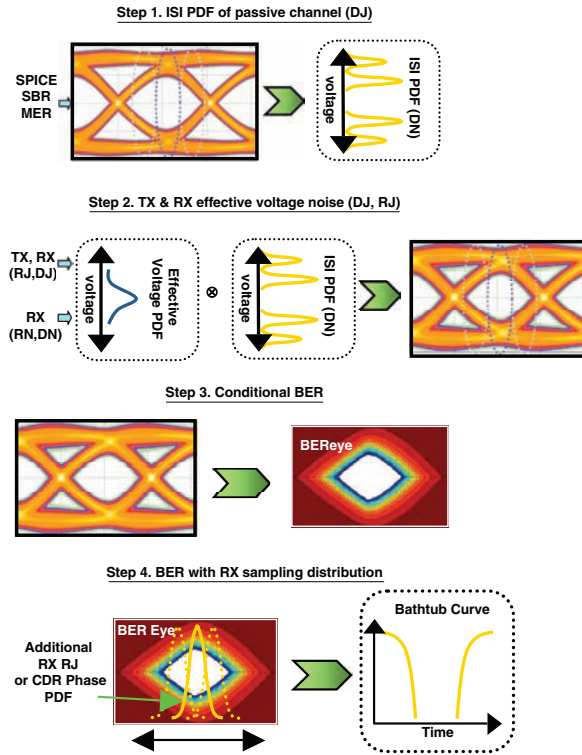 Step 1. ISI PDF of passive channel (DJ)
SPICE
SBR
MER
voltage
ISI PDF (DN)
Step 2. TX & RX effective voltage noise (DJ, RJ)
TX, RX
(RJ,DJ)
RX
(RN,DN)
voltage
Effective
Voltage PDF
⊗
voltage
ISI PDF (DN)
Step 3. Conditional BER
BEReye
Step 4. BER with RX sampling distribution
Additional
RX RJ
or CDR Phase
PDF
BER Eye
Bathtub Curve
Time